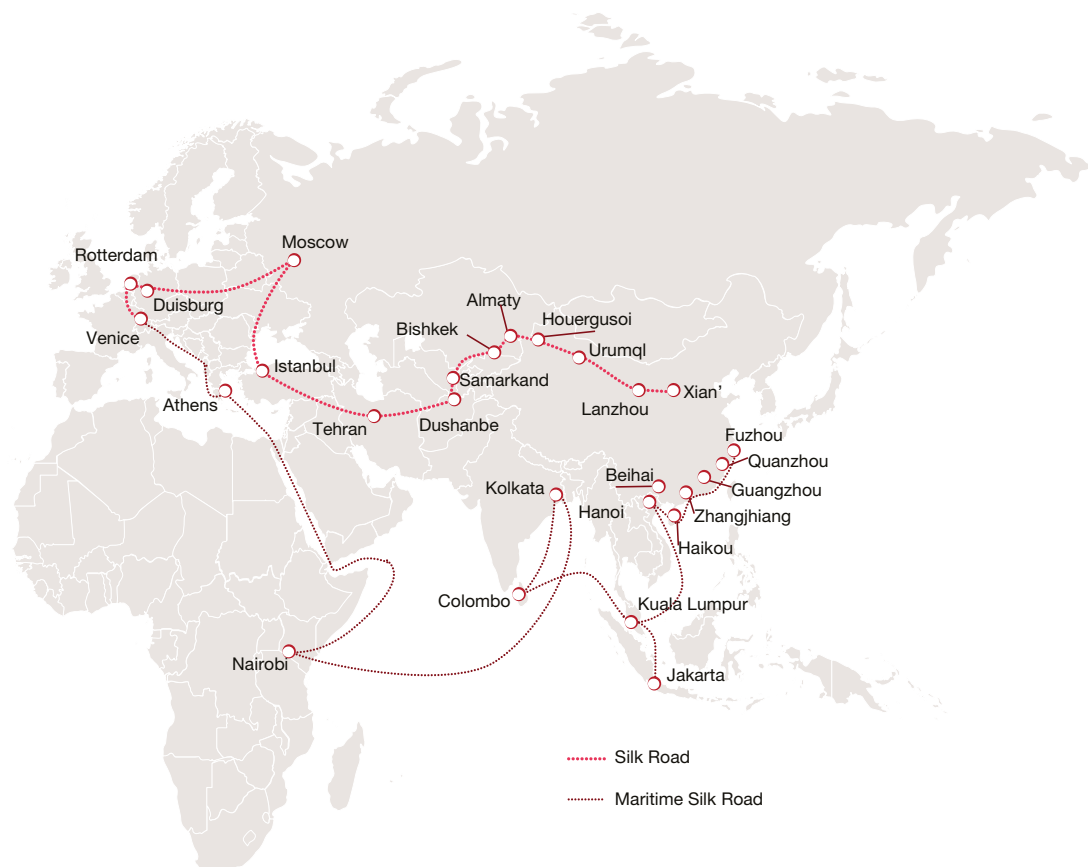 Moscow
Rotterdam
Duisburg
Venice
Almaty
Houergusoi
Bishkek
Urumql
Istanbul
Samarkand
Xian’
Athens
Lanzhou
Tehran
Dushanbe
Fuzhou
Quanzhou
Beihai
Guangzhou
Kolkata
Hanoi
Zhangjhiang
Haikou
Colombo
Kuala Lumpur
Nairobi
Jakarta
Silk Road
Maritime Silk Road